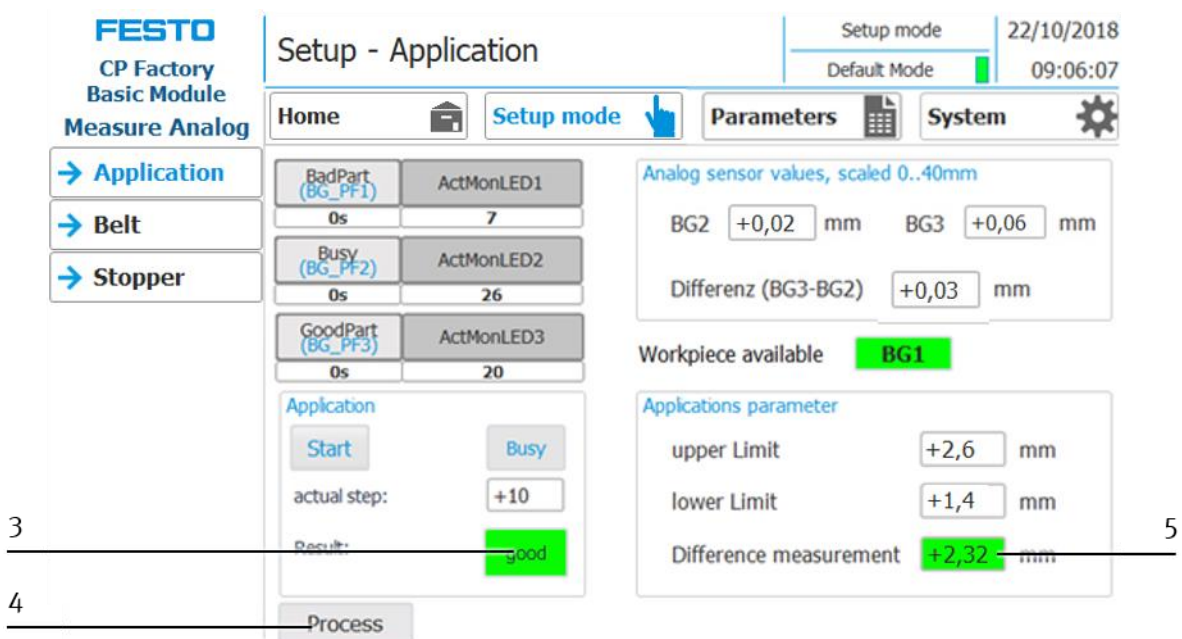 FESTO
CP Factory
Basic Module
Measure Analog
Setup - Application
Setup mode
Default Mode
22/10/2018
09:06:07
Home
Setup mode
Parameters
System
Application
Belt
Stopper
BadPart
(BG_PF1)
ActMonLED1
0s
7
Busy
(BG_PF2)
ActMonLED2
0s
26
GoodPart
(BG_PF3)
ActMonLED3
0s
20
Analog sensor values, scaled 0..40mm
BG2 +0,02 mm BG3 +0,06 mm
Differenz (BG3-BG2) +0,03 mm
Workpiece available BG1
Application
Start Busy
actual step: +10
Result: good
Process
Applications parameter
upper Limit +2,6 mm
lower Limit +1,4 mm
Difference measurement +2,32 mm
3
4
5